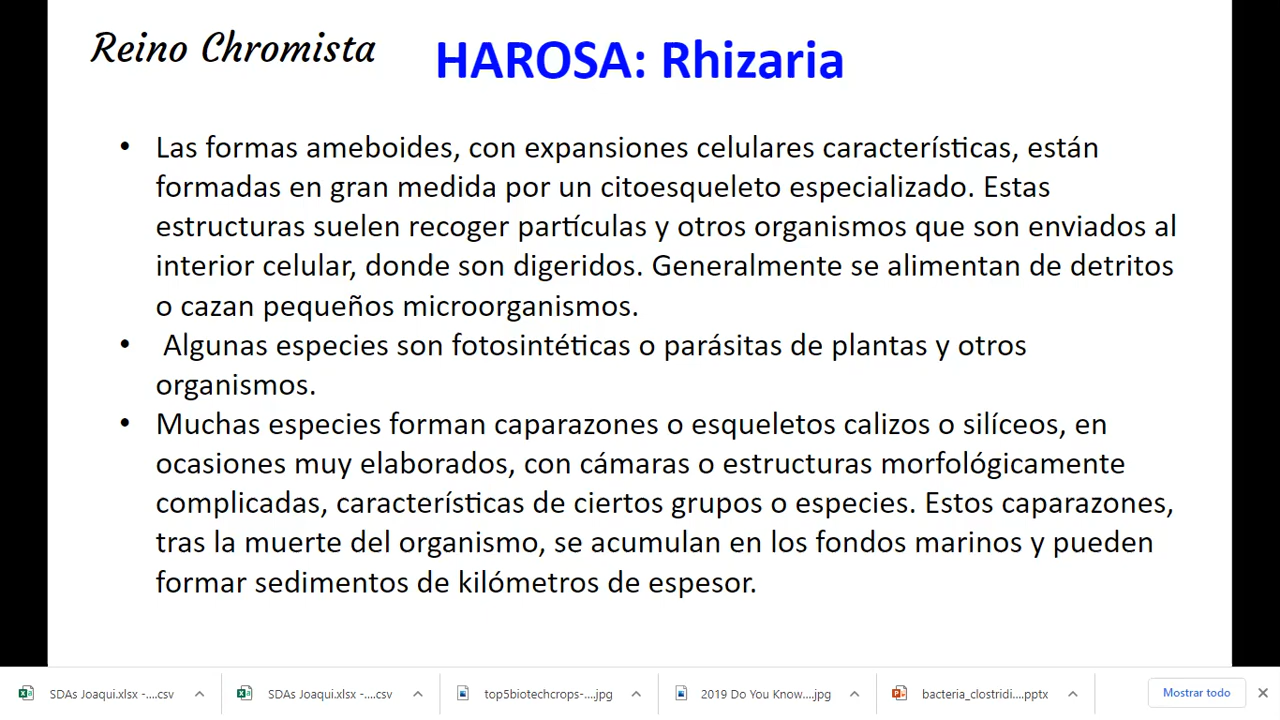 Reino Chromista
HAROSA: Rhizaria
• Las formas ameboides, con expansiones celulares características, están
formadas en gran medida por un citoesqueleto especializado. Estas
estructuras suelen recoger partículas y otros organismos que son enviados al
interior celular, donde son digeridos. Generalmente se alimentan de detritos
o cazan pequeños microorganismos.
• Algunas especies son fotosintéticas o parásitas de plantas y otros
organismos.
• Muchas especies forman caparazones o esqueletos calizos o silíceos, en
ocasiones muy elaborados, con cámaras o estructuras morfológicamente
complicadas, características de ciertos grupos o especies. Estos caparazones,
tras la muerte del organismo, se acumulan en los fondos marinos y pueden
formar sedimentos de kilómetros de espesor.
SDAs Joaqui.xlsx -....csv
SDAs Joaqui.xlsx -....csv
top5biotechcrops-....jpg
2019 Do You Know....jpg
bacteria_clostridi....pptx
Mostrar todo